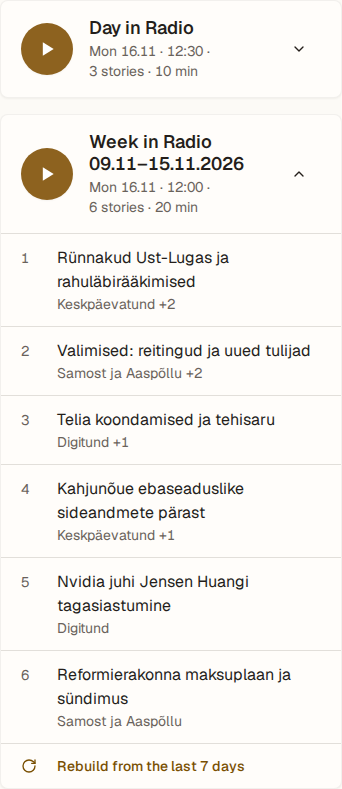 Day in Radio
Mon 16.11 · 12:30 ·
3 stories · 10 min
Week in Radio
09.11–15.11.2026
Mon 16.11 · 12:00 ·
6 stories · 20 min
1 Rünnakud Ust-Lugas ja
rahuläbirääkimised
Keskpäevatund +2
2 Valimised: reitingud ja uued tulijad
Samost ja Aaspõllu +2
3 Telia koondamised ja tehisaru
Digitund +1
4 Kahjunõue ebaseaduslike
sideandmete pärast
Keskpäevatund +1
5 Nvidia juhi Jensen Huangi
tagasiastumine
Digitund
6 Reformierakonna maksuplaan ja
sündimus
Samost ja Aaspõllu
Rebuild from the last 7 days